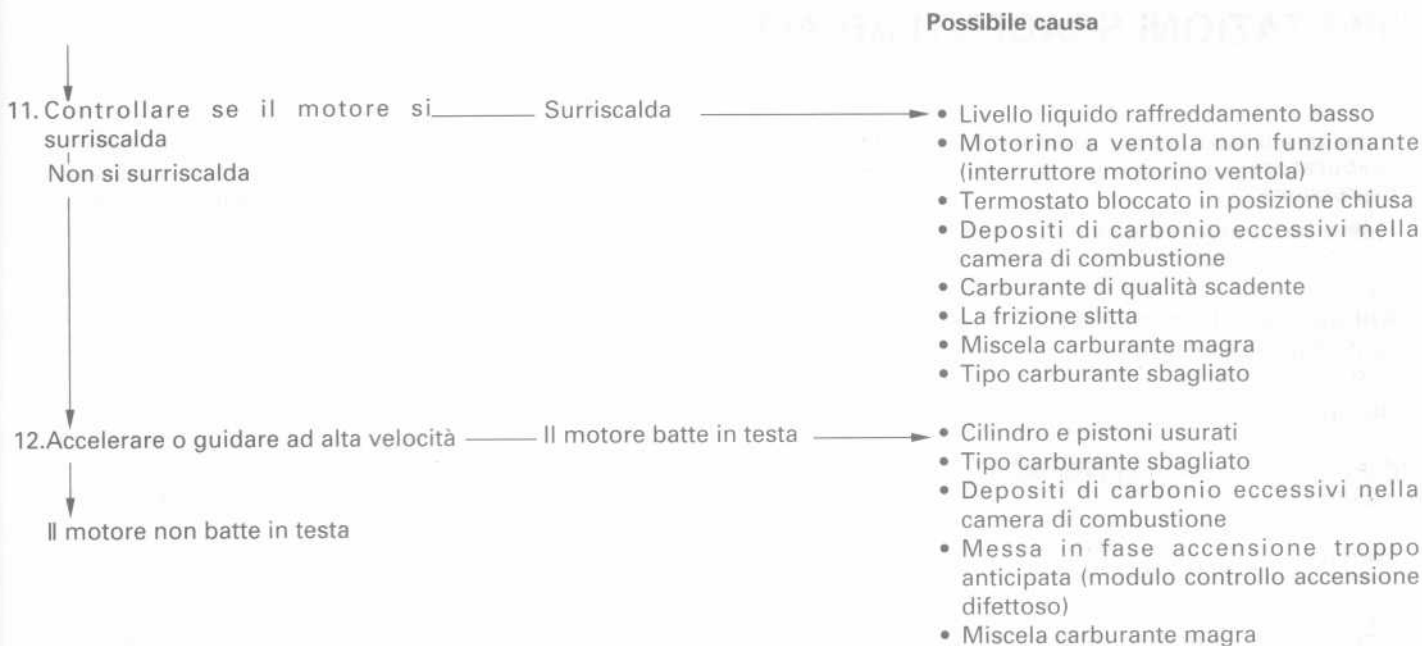 Possibile causa
11. Controllare se il motore si
surriscalda
Surriscalda
Non si surriscalda
• Livello liquido raffreddamento basso
• Motorino a ventola non funzionante
(interruttore motorino ventola)
• Termostato bloccato in posizione chiusa
• Depositi di carbonio eccessivi nella
camera di combustione
• Carburante di qualità scadente
• La frizione slitta
• Miscela carburante magra
• Tipo carburante sbagliato
12.Accelerare o guidare ad alta velocità
Il motore batte in testa
Il motore non batte in testa
• Cilindro e pistoni usurati
• Tipo carburante sbagliato
• Depositi di carbonio eccessivi nella
camera di combustione
• Messa in fase accensione troppo
anticipata (modulo controllo accensione
difettoso)
• Miscela carburante magra